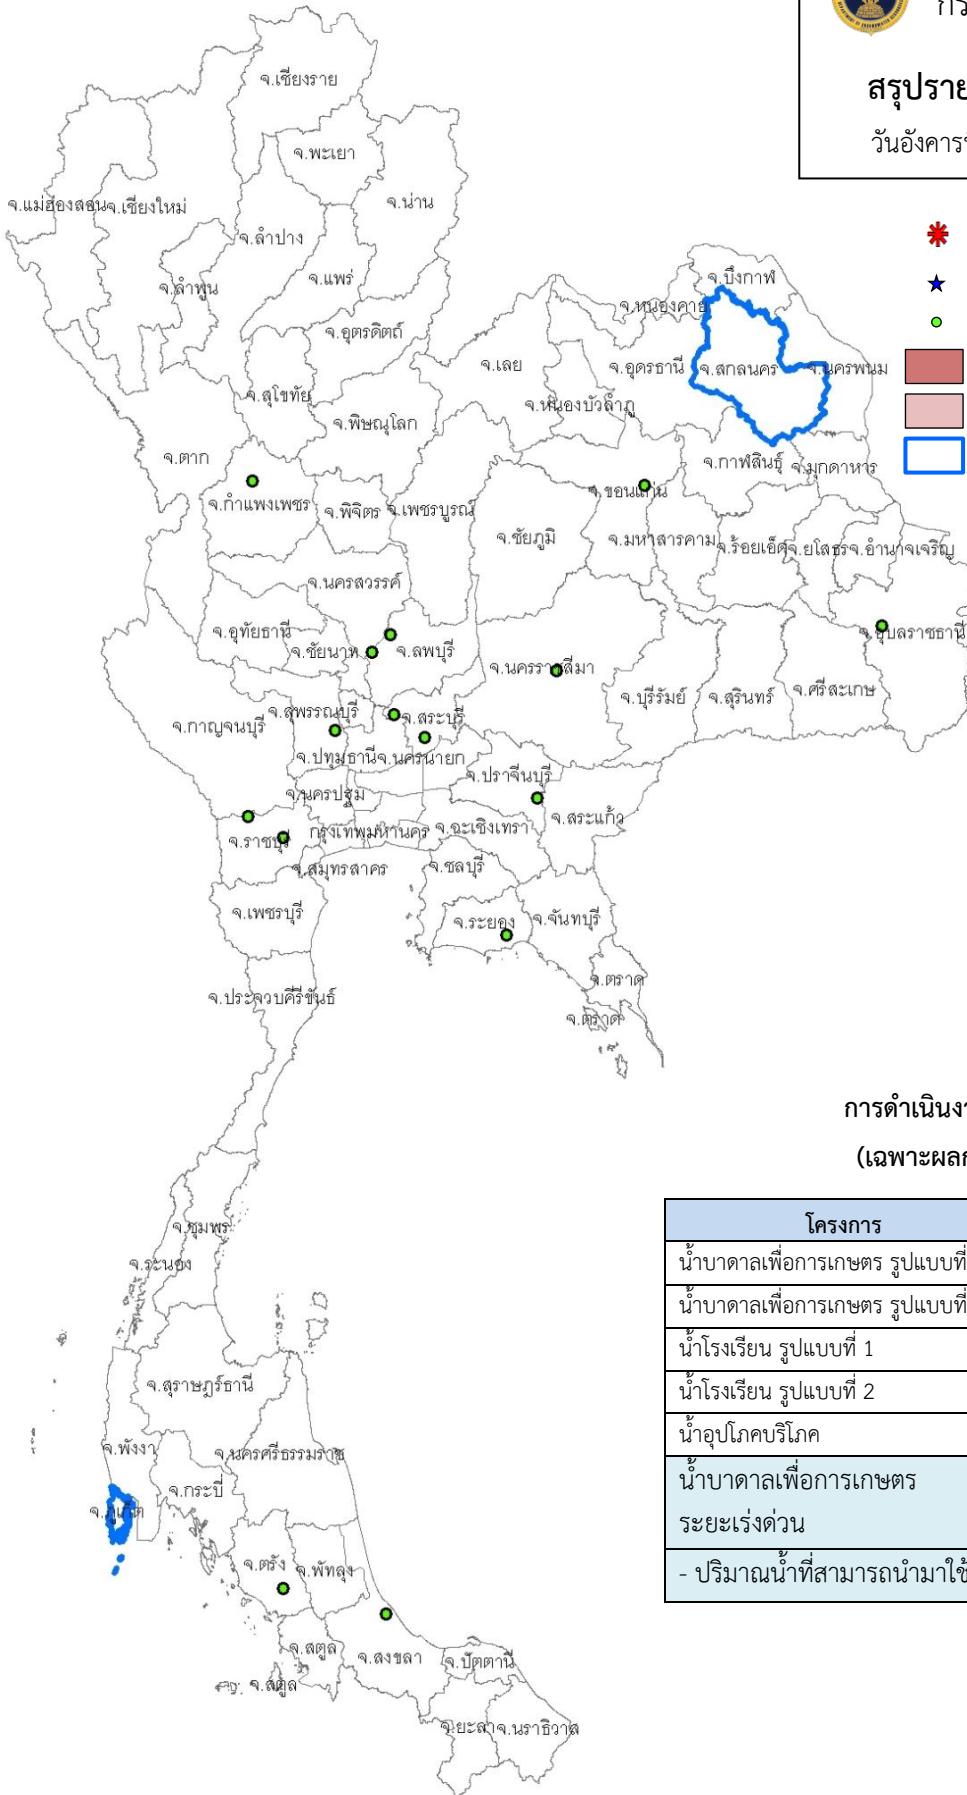 กร
สรุปราย
วันอังคารท
จ.เชียงราย
จ.พะเยา
จ.น่าน
จ.แม่ฮ่องสอน
จ.เชียงใหม่
จ.ลำปาง
จ.แพร่
จ.ลำพูน
จ.บึงกาฬ
จ.หนองคาย
จ.อุตรดิตถ์
จ.เลย
จ.อุดรธานี
จ.สกลนคร
จ.นครพนม
จ.สุโขทัย
จ.หนองบัวลำภู
จ.พิษณุโลก
จ.ตาก
จ.กาฬสินธุ์
จ.มุกดาหาร
จ.กำแพงเพชร
จ.พิจิตร
จ.เพชรบูรณ์
จ.ขอนแก่น
จ.ชัยภูมิ
จ.มหาสารคาม
จ.ร้อยเอ็ด
จ.ยโสธร
จ.อำนาจเจริญ
จ.นครสวรรค์
จ.อุทัยธานี
จ.ชัยนาท
จ.ลพบุรี
จ.นครราชสีมา
จ.อุบลราชธานี
จ.บุรีรัมย์
จ.สุรินทร์
จ.ศรีสะเกษ
จ.กาญจนบุรี
จ.สุพรรณบุรี
จ.สระบุรี
จ.ปทุมธานี
จ.นครนายก
จ.ปราจีนบุรี
จ.นครปฐม
จ.สระแก้ว
จ.ราชบุรี
กรุงเทพมหานคร
จ.ฉะเชิงเทรา
จ.สมุทรสาคร
จ.ชลบุรี
จ.เพชรบุรี
จ.ระยอง
จ.จันทบุรี
จ.ตราด
จ.ประจวบคีรีขันธ์
จ.ตราด
การดำเนินงา
(เฉพาะผลก
โครงการ
น้ำบาดาลเพื่อการเกษตร รูปแบบที่
น้ำบาดาลเพื่อการเกษตร รูปแบบที่
น้ำโรงเรียน รูปแบบที่ 1
น้ำโรงเรียน รูปแบบที่ 2
น้ำอุปโภคบริโภค
น้ำบาดาลเพื่อการเกษตร
ระยะเร่งด่วน
- ปริมาณน้ำที่สามารถนำมาใช้
จ.ชุมพร
จ.ระนอง
จ.สุราษฎร์ธานี
จ.พังงา
จ.นครศรีธรรมราช
จ.กระบี่
จ.ภูเก็ต
จ.ตรัง
จ.พัทลุง
จ.สตูล
จ.สงขลา
จ.ปัตตานี
จ.สตูล
จ.ยะลา
จ.นราธิวาส